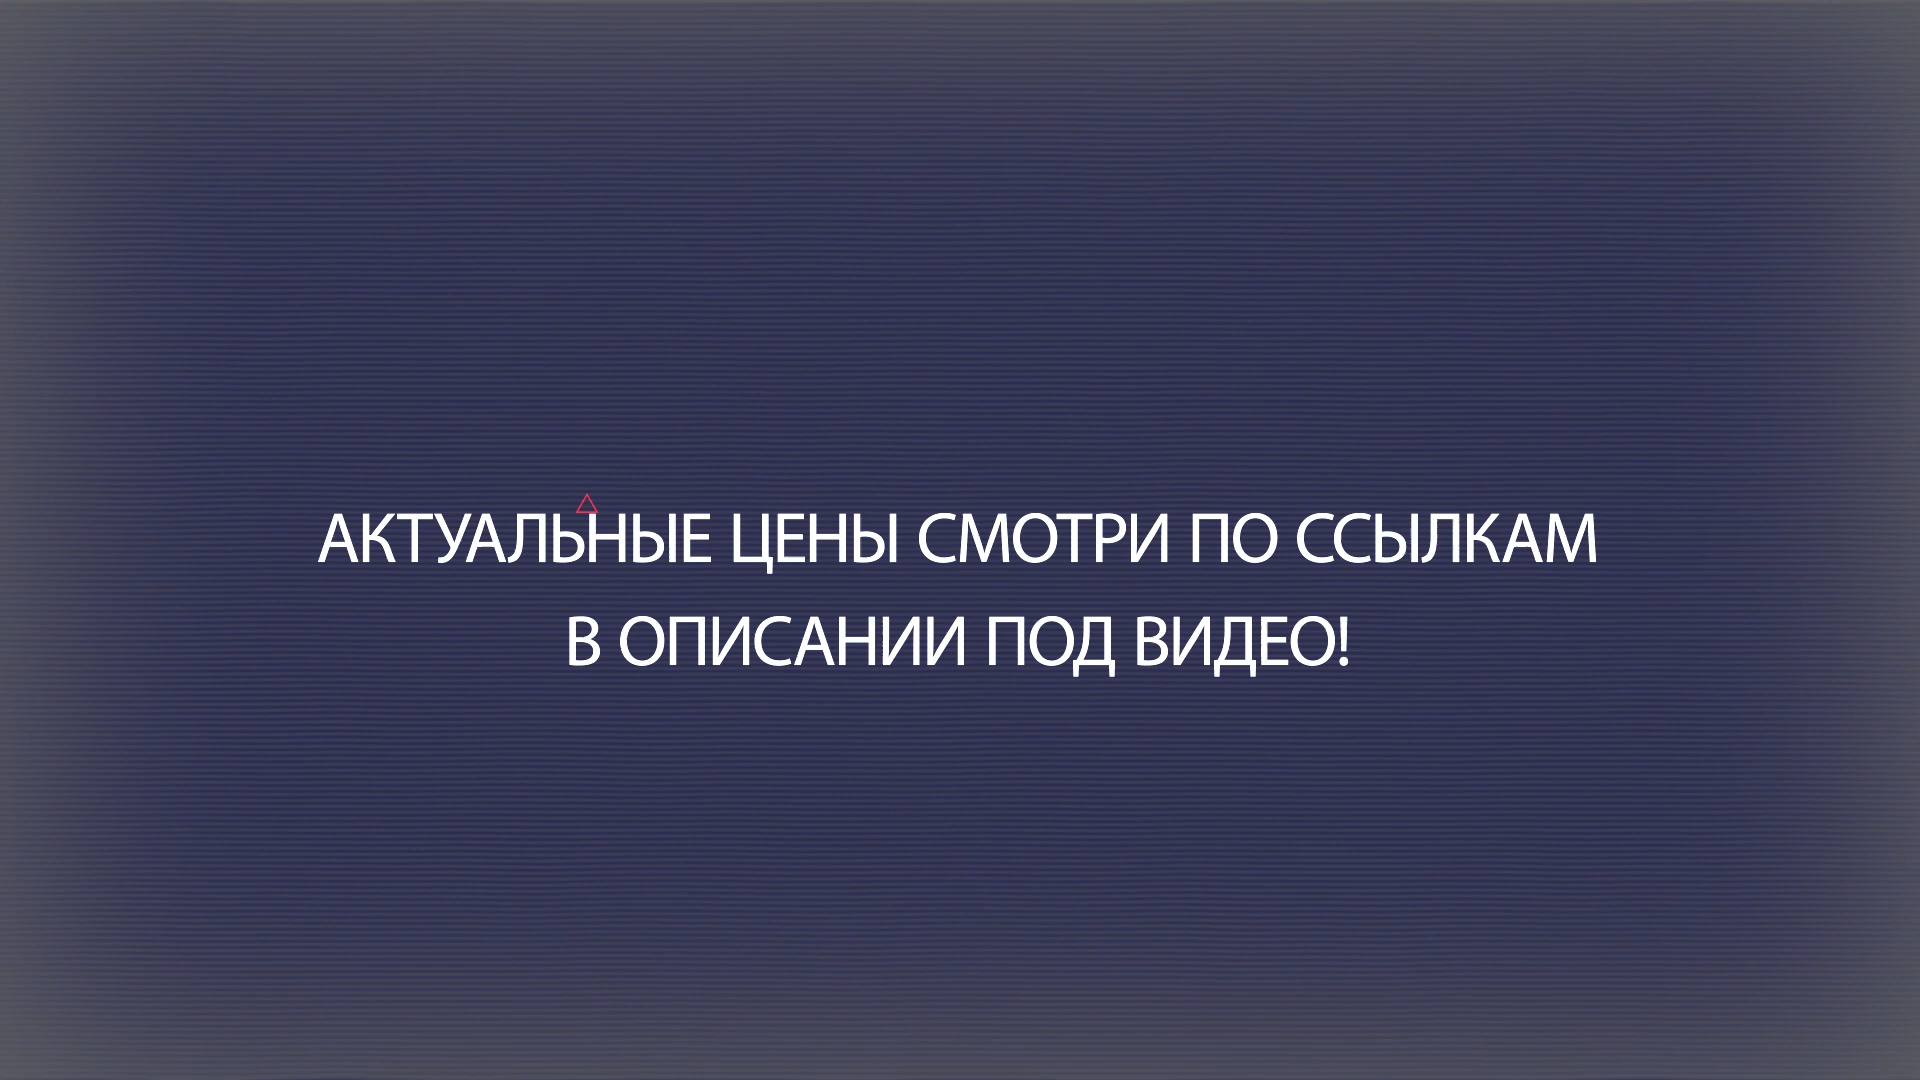 АКТУАЛЬНЫЕ ЦЕНЫ СМОТРИ ПО ССЫЛКАМ
В ОПИСАНИИ ПОД ВИДЕО!